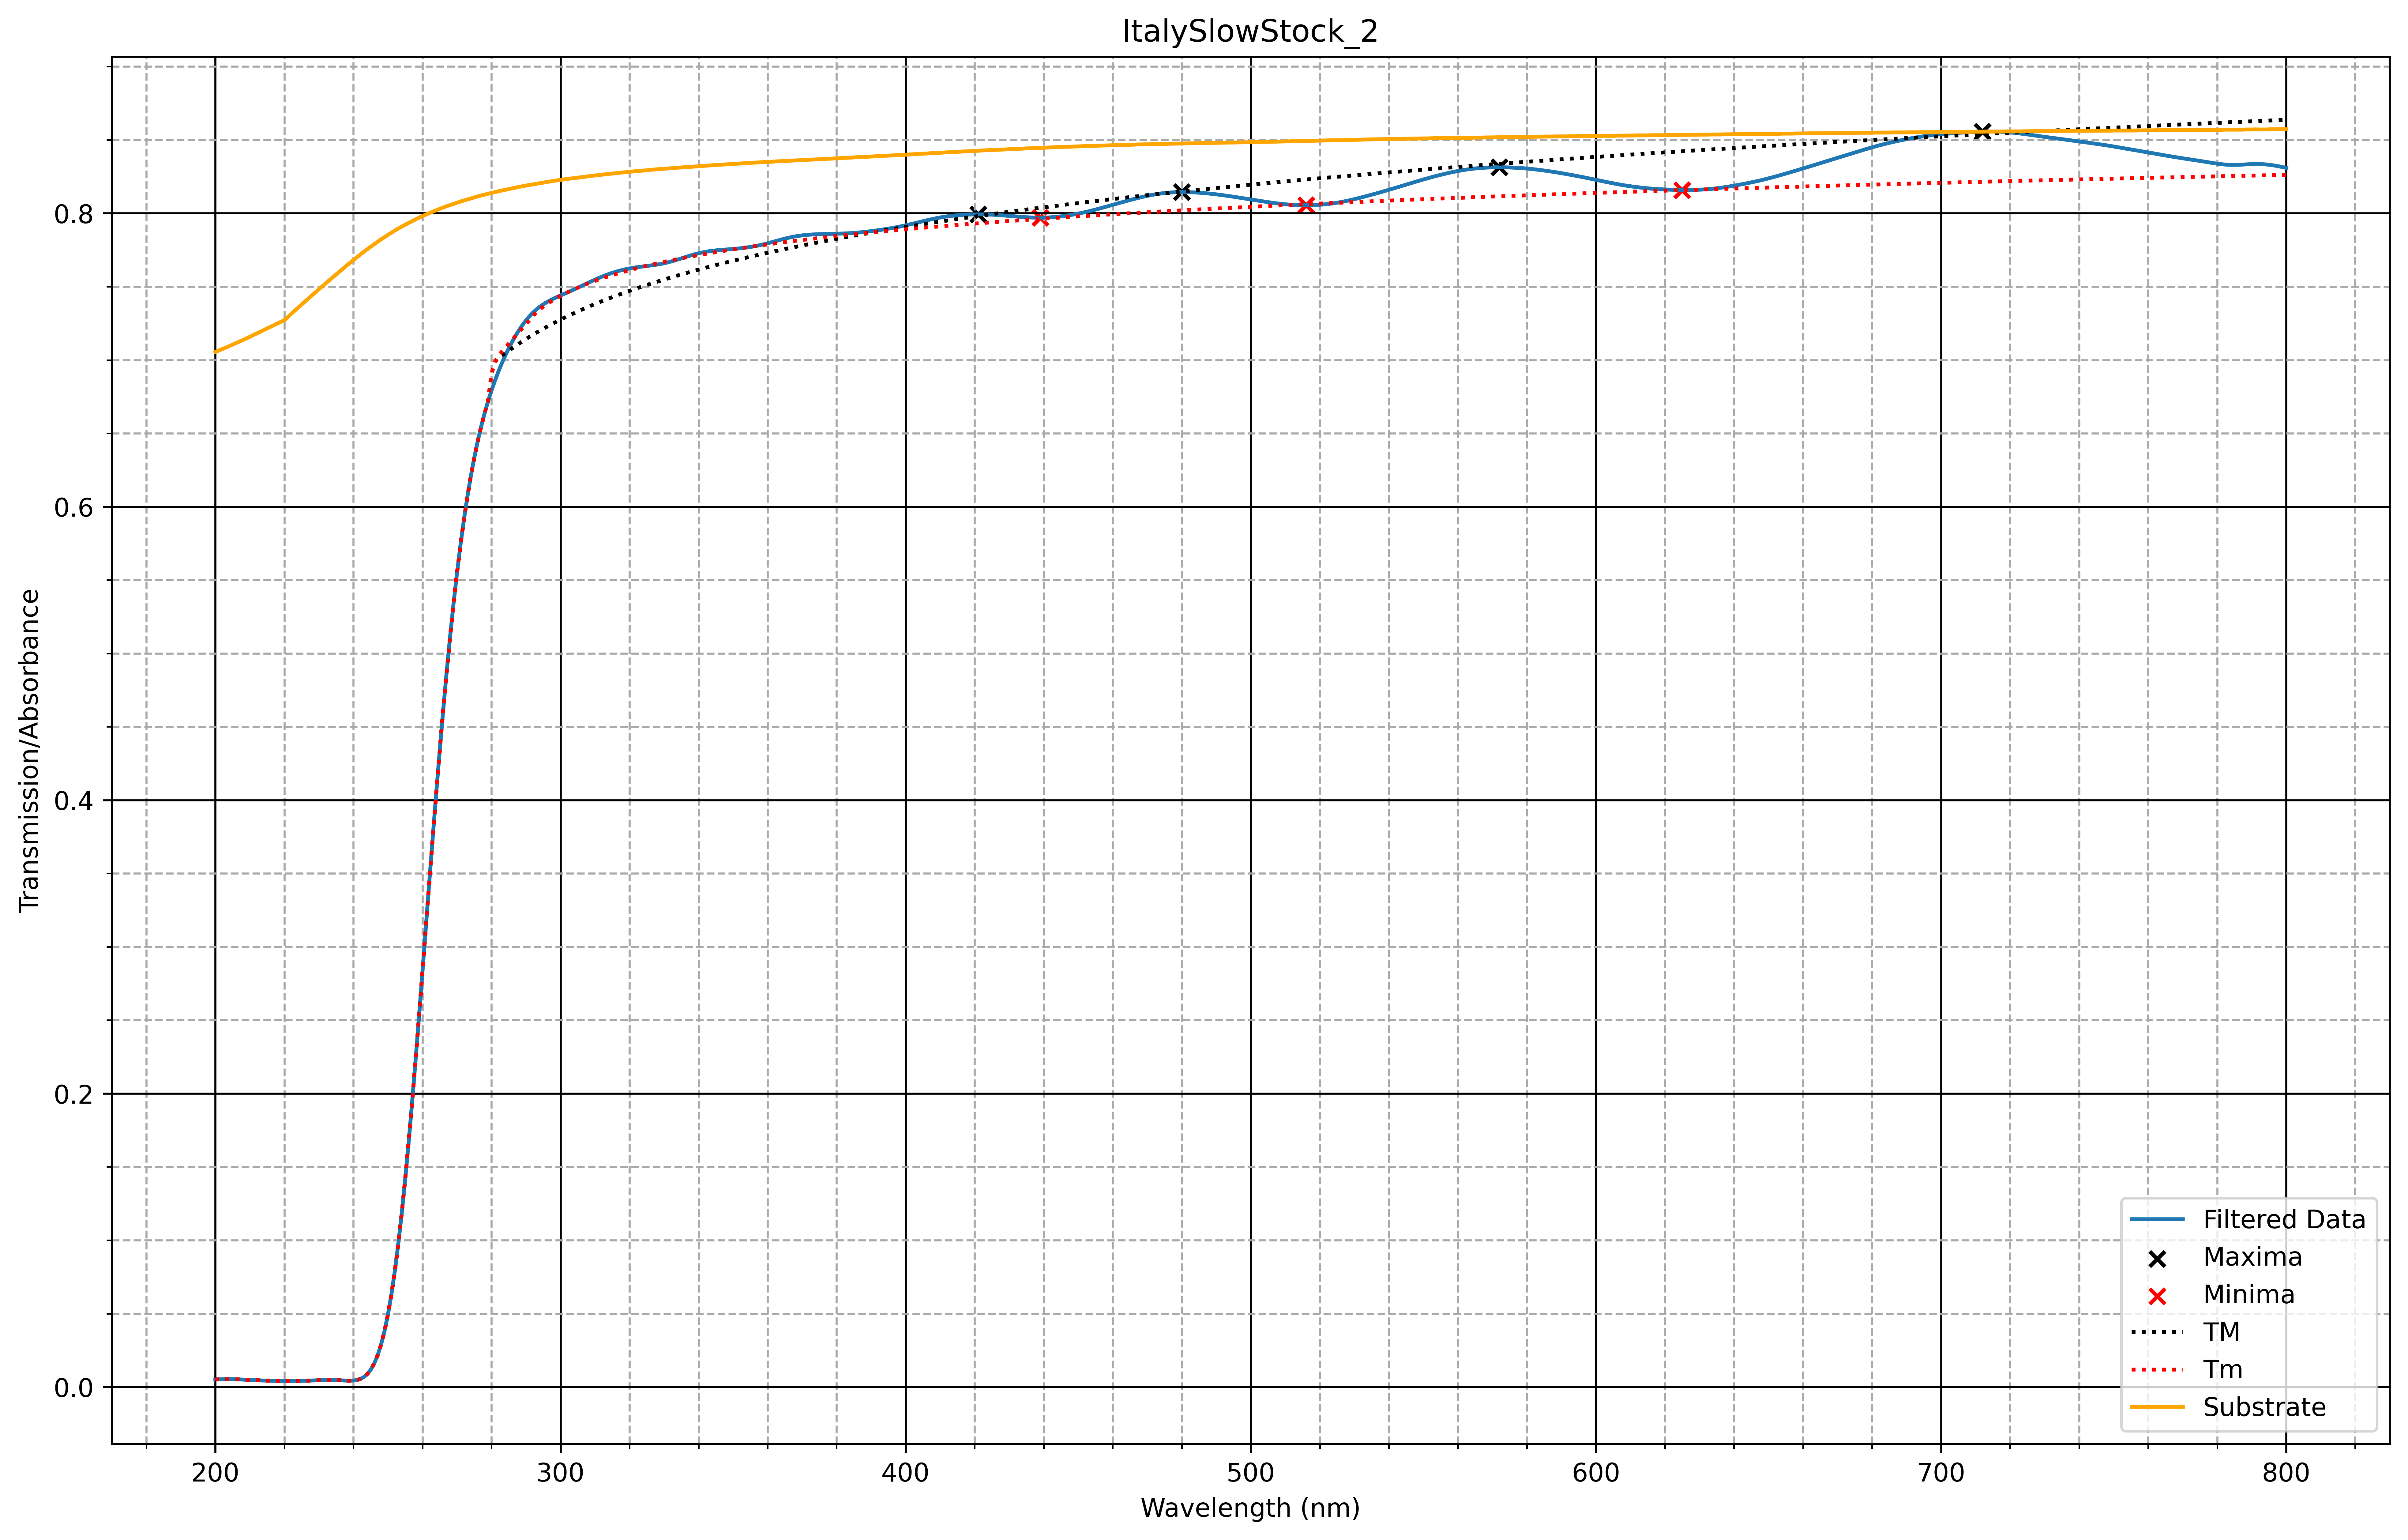 ItalySlowStock_2
Transmission/Absorbance
0.8
0.6
0.4
0.2
0.0
200 300 400 500 600 700 800
Wavelength (nm)
Filtered Data
Maxima
Minima
TM
Tm
Substrate